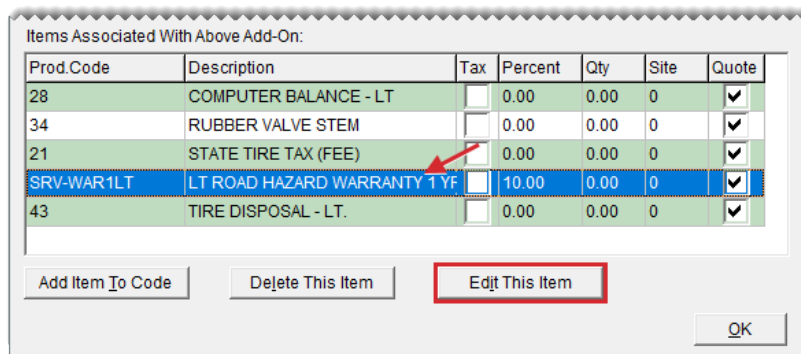 Items Associated With Above Add-On:
Prod.Code Description Tax Percent Qty Site Quote
28 COMPUTER BALANCE - LT 0.00 0.00 0
34 RUBBER VALVE STEM 0.00 0.00 0
21 STATE TIRE TAX (FEE) 0.00 0.00 0
SRV-WAR1LT LT ROAD HAZARD WARRANTY 1 YR 10.00 0.00 0
43 TIRE DISPOSAL - LT. 0.00 0.00 0
Add Item To Code Delete This Item Edit This Item
OK